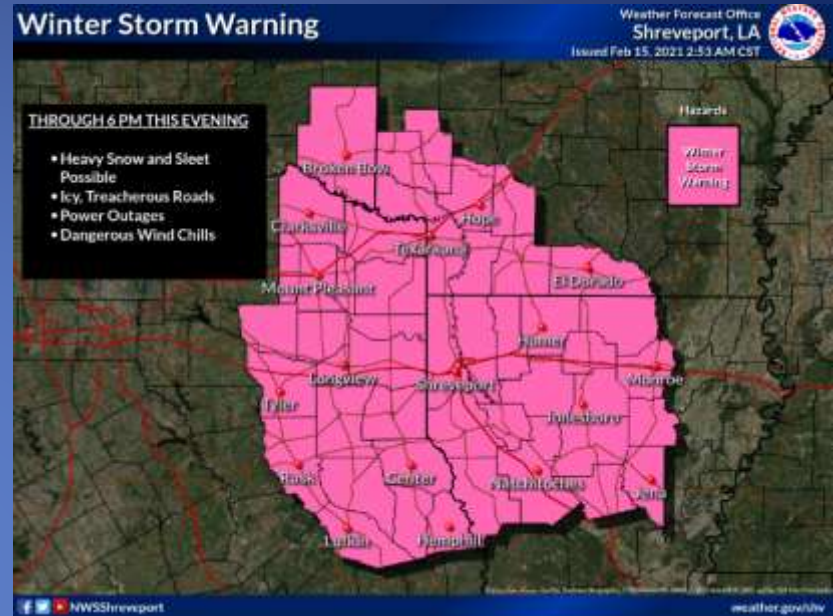 Winter Storm Warning
Weather Forecast Office
Shreveport, LA
Issued Feb 15, 2021 2:53 AM CST
THROUGH 6 PM THIS EVENING
• Heavy Snow and Sleet
Possible
• Icy, Treacherous Roads
• Power Outages
• Dangerous Wind Chills
Hazards
Winter
Storm
Warning
Broken Bow
Clarksville
Hope
Texarkana
Mount Pleasant
El Dorado
Homer
Longview
Shreveport
Monroe
Tyler
Jonesboro
Rusk
Center
Natchitoches
Jena
Lufkin
Hemphill
NWSShreveport
weather.gov/shv